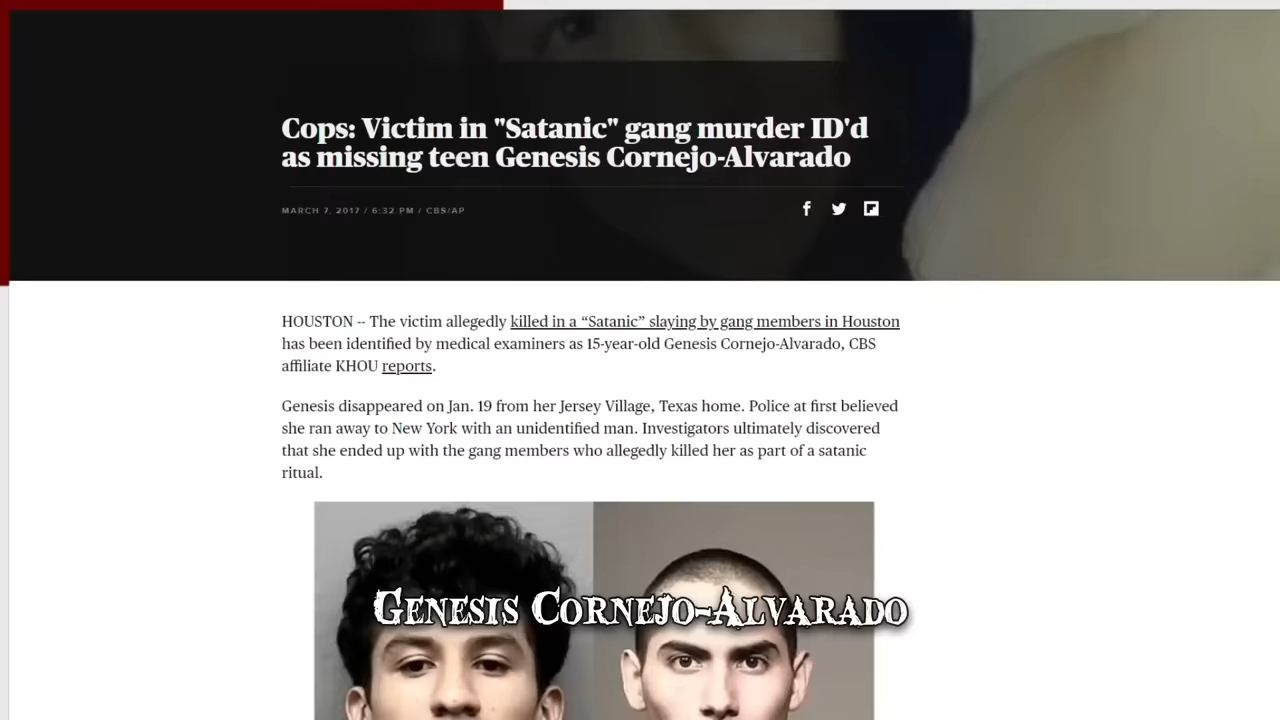 Cops: Victim in "Satanic" gang murder ID'd
as missing teen Genesis Cornejo-Alvarado
MARCH 7, 2017 / 6:32 PM / CBS/AP
HOUSTON -- The victim allegedly killed in a “Satanic” slaying by gang members in Houston
has been identified by medical examiners as 15-year-old Genesis Cornejo-Alvarado, CBS
affiliate KHOU reports.
Genesis disappeared on Jan. 19 from her Jersey Village, Texas home. Police at first believed
she ran away to New York with an unidentified man. Investigators ultimately discovered
that she ended up with the gang members who allegedly killed her as part of a satanic
ritual.
Genesis Cornejo-Alvarado